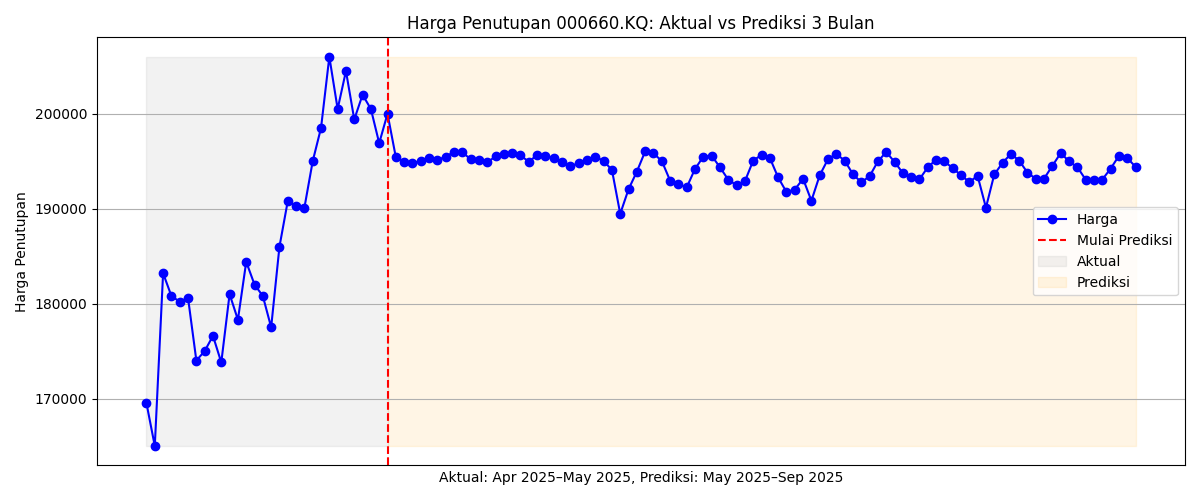 Harga Penutupan 000660.KQ: Aktual vs Prediksi 3 Bulan
Harga Penutupan
200000
190000
180000
170000
Harga
Mulai Prediksi
Aktual
Prediksi
Aktual: Apr 2025–May 2025, Prediksi: May 2025–Sep 2025